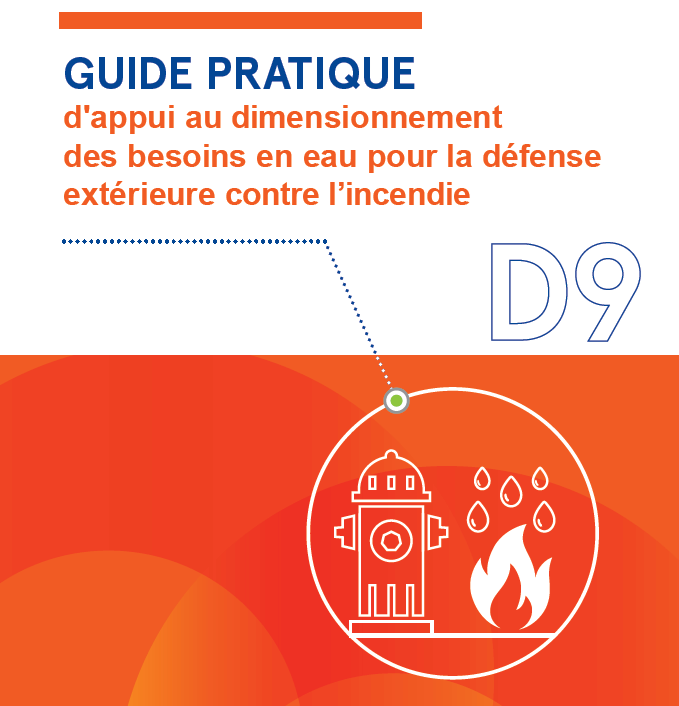 GUIDE PRATIQUE
d'appui au dimensionnement
des besoins en eau pour la défense
extérieure contre l’incendie
D9